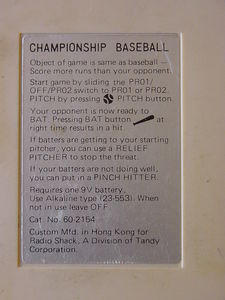 CHAMPIONSHIP BASEBALL
Object of game is same as baseball —
Score more runs than your opponent.
Start game by sliding the PRO1/
OFF/PRO2 switch to PRO1 or PRO2.
PITCH by pressing PITCH button.
Your opponent is now ready to
BAT. Pressing BAT button at
right time results in a hit.
If batters are getting to your starting
pitcher, you can use a RELIEF
PITCHER to stop the threat.
If your batters are not doing well,
you can put in a PINCH HITTER.
Requires one 9V battery.
Use Alkaline type (23-553). When
not in use leave OFF.
Cat. No. 60-2154
Custom Mfd. in Hong Kong for
Radio Shack, A Division of Tandy
Corporation.